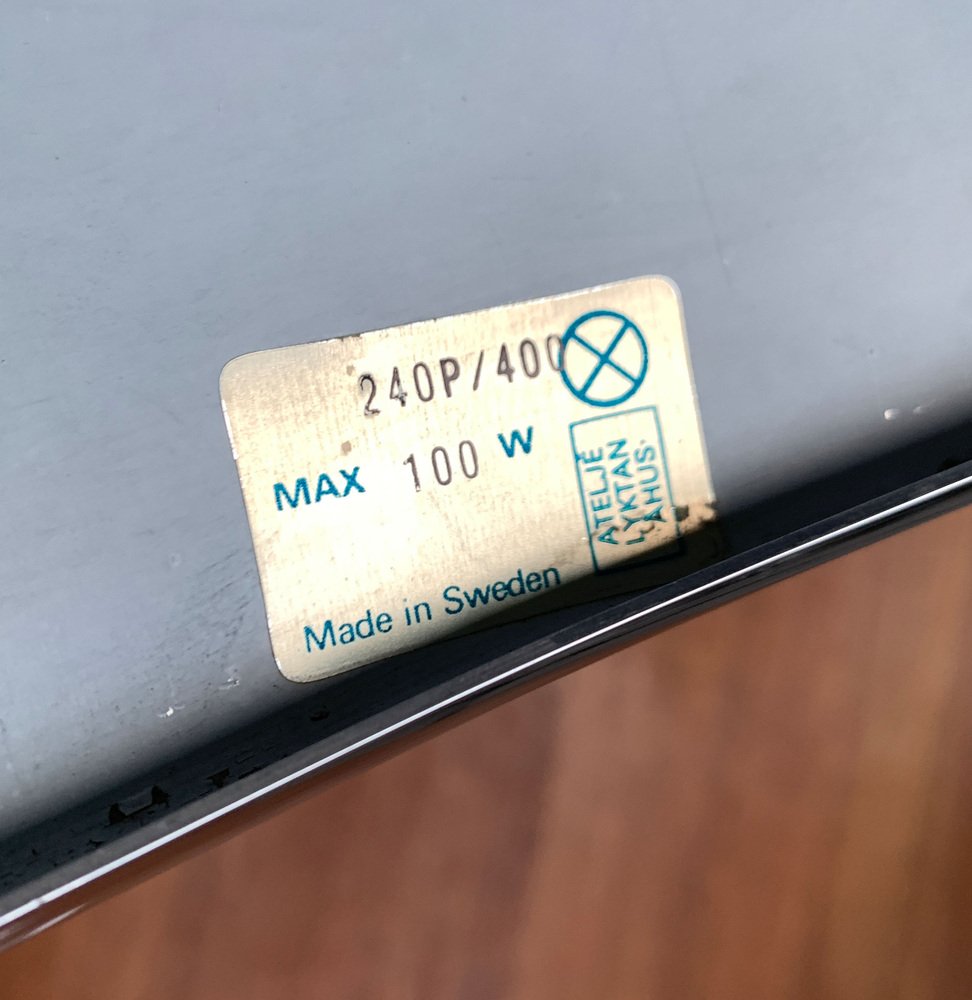 240P/400
MAX 100 W
Made in Sweden
ATELJÉ
LYKTAN
ÅHUS